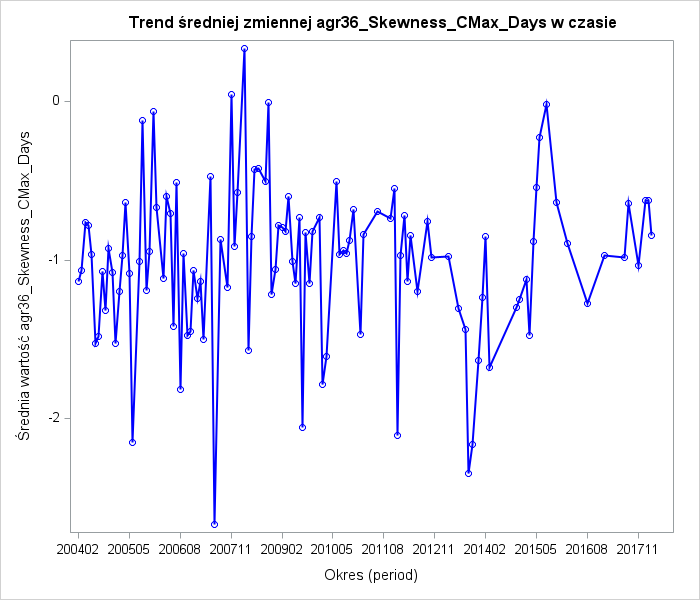 Trend średniej zmiennej agr36_Skewness_CMax_Days w czasie
Średnia wartość agr36_Skewness_CMax_Days
0
-1
-2
200402 200505 200608 200711 200902 201005 201108 201211 201402 201505 201608 201711
Okres (period)